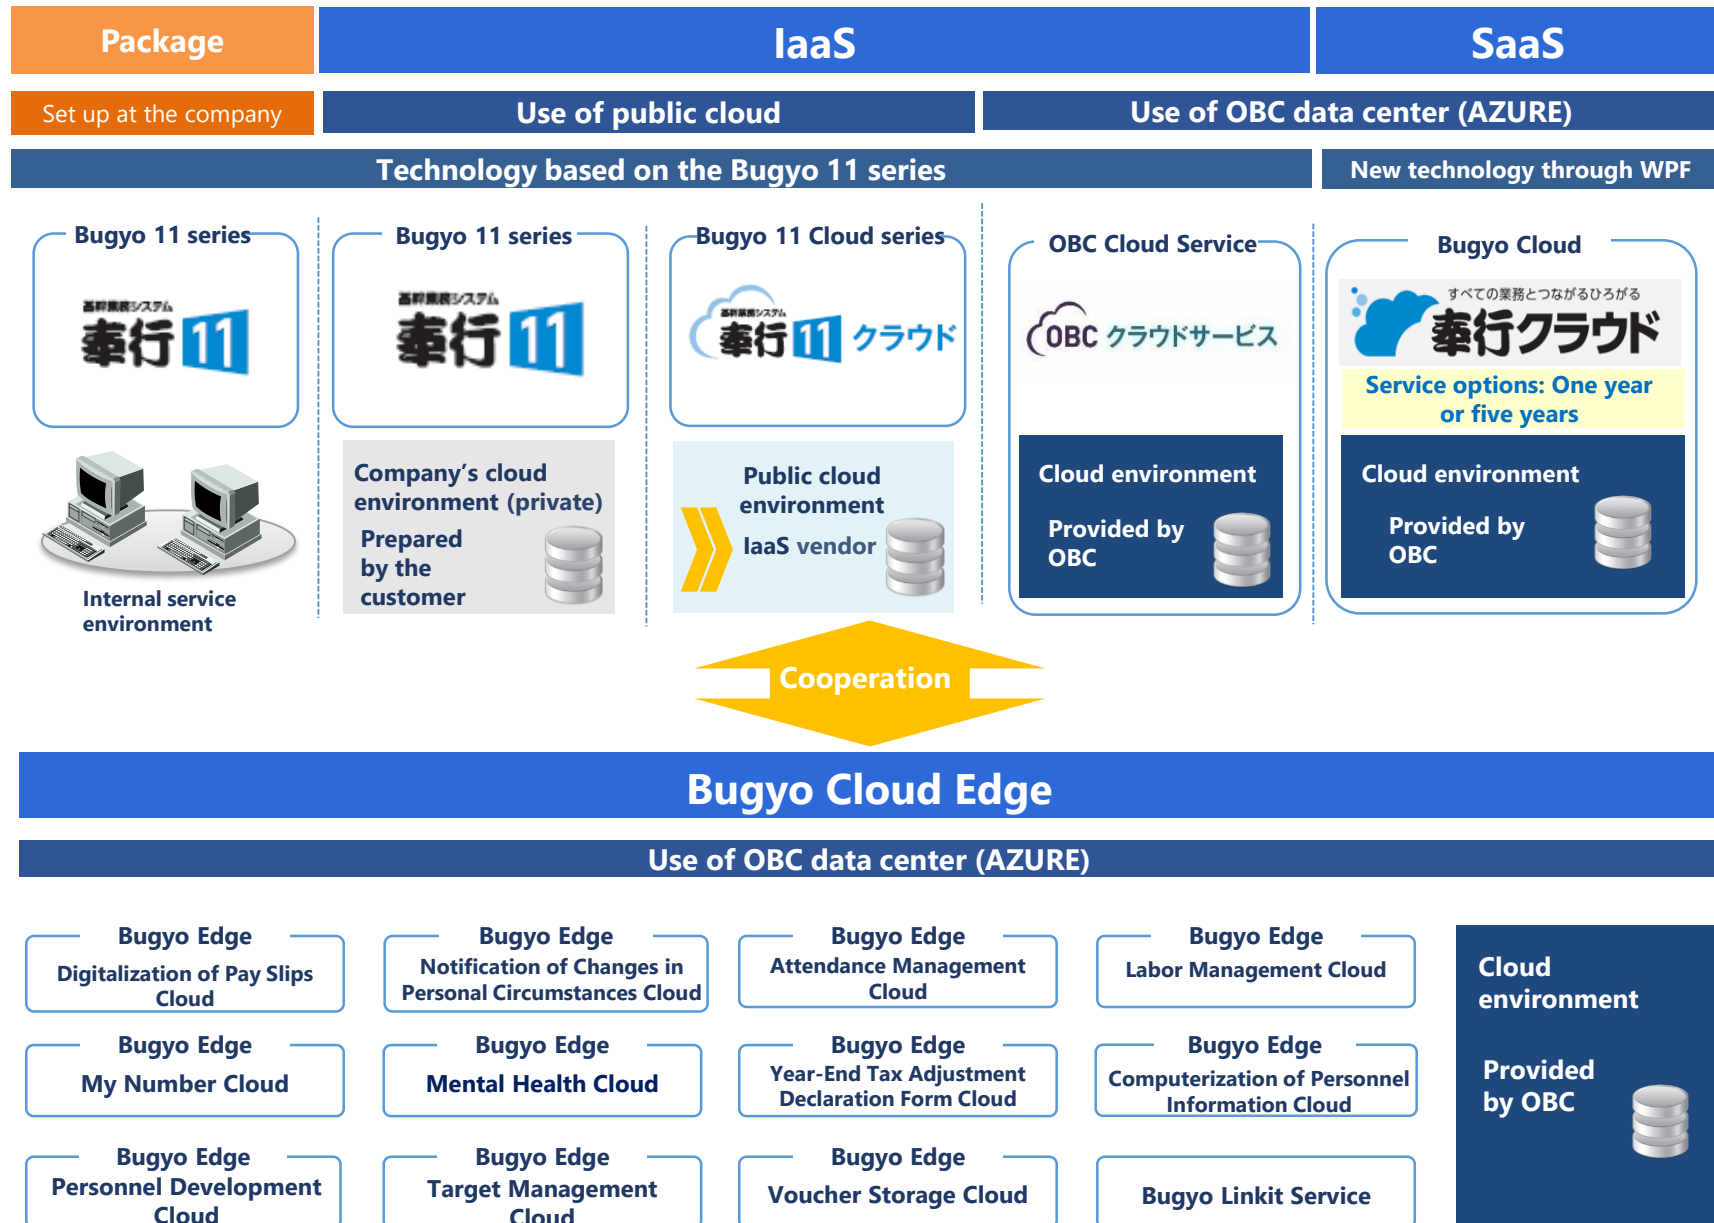 Package
IaaS
SaaS
Set up at the company
Use of public cloud
Use of OBC data center (AZURE)
Technology based on the Bugyo 11 series
New technology through WPF
Bugyo 11 series
基幹業務システム
奉行 11
Internal service
environment
Bugyo 11 series
基幹業務システム
奉行 11
Company’s cloud
environment (private)
Prepared
by the
customer
Bugyo 11 Cloud series
基幹業務システム
奉行 11 クラウド
Public cloud
environment
IaaS vendor
OBC Cloud Service
OBC クラウドサービス
Cloud environment
Provided by
OBC
Bugyo Cloud
すべての業務とつながるひろがる
奉行クラウド
Service options: One year
or five years
Cloud environment
Provided by
OBC
Cooperation
Bugyo Cloud Edge
Use of OBC data center (AZURE)
Bugyo Edge
Digitalization of Pay Slips
Cloud
Bugyo Edge
Notification of Changes in
Personal Circumstances Cloud
Bugyo Edge
Attendance Management
Cloud
Bugyo Edge
Labor Management Cloud
Bugyo Edge
My Number Cloud
Bugyo Edge
Mental Health Cloud
Bugyo Edge
Year-End Tax Adjustment
Declaration Form Cloud
Bugyo Edge
Computerization of Personnel
Information Cloud
Bugyo Edge
Personnel Development
Cloud
Bugyo Edge
Target Management
Cloud
Bugyo Edge
Voucher Storage Cloud
Bugyo Linkit Service
Cloud
environment
Provided
by OBC